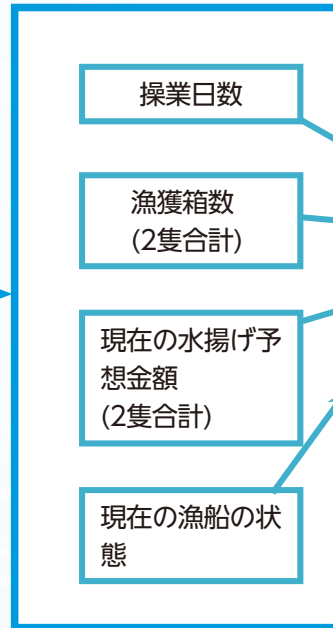 操業日数
漁獲箱数
(2隻合計)
現在の水揚げ予
想金額
(2隻合計)
現在の漁船の状
態